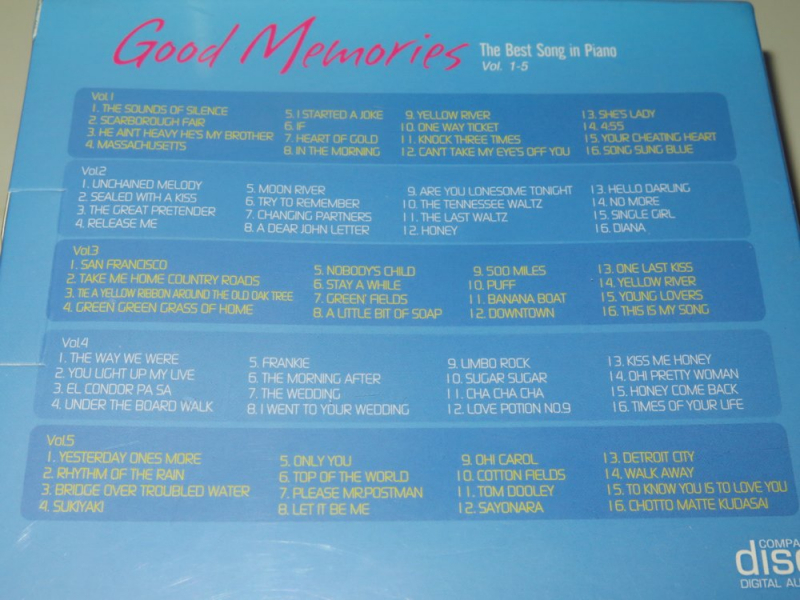 Good Memories The Best Song in Piano
Vol. 1-5
Vol.1
1. THE SOUNDS OF SILENCE
2. SCARBOROUGH FAIR
3. HE AIN'T HEAVY HE'S MY BROTHER
4. MASSACHUSETTS
5. I STARTED A JOKE
6. IF
7. HEART OF GOLD
8. IN THE MORNING
9. YELLOW RIVER
10. ONE WAY TICKET
11. KNOCK THREE TIMES
12. CAN'T TAKE MY EYE'S OFF YOU
13. SHE'S LADY
14. 4:55
15. YOUR CHEATING HEART
16. SONG SUNG BLUE
Vol.2
1. UNCHAINED MELODY
2. SEALED WITH A KISS
3. THE GREAT PRETENDER
4. RELEASE ME
5. MOON RIVER
6. TRY TO REMEMBER
7. CHANGING PARTNERS
8. A DEAR JOHN LETTER
9. ARE YOU LONESOME TONIGHT
10. THE TENNESSEE WALTZ
11. THE LAST WALTZ
12. HONEY
13. HELLO DARLING
14. NO MORE
15. SINGLE GIRL
16. DIANA
Vol.3
1. SAN FRANCISCO
2. TAKE ME HOME COUNTRY ROADS
3. TIE A YELLOW RIBBON AROUND THE OLD OAK TREE
4. GREEN GREEN GRASS OF HOME
5. NOBODY'S CHILD
6. STAY A WHILE
7. GREEN FIELDS
8. A LITTLE BIT OF SOAP
9. 500 MILES
10. PUFF
11. BANANA BOAT
12. DOWNTOWN
13. ONE LAST KISS
14. YELLOW RIVER
15. YOUNG LOVERS
16. THIS IS MY SONG
Vol.4
1. THE WAY WE WERE
2. YOU LIGHT UP MY LIVE
3. EL CONDOR PA SA
4. UNDER THE BOARD WALK
5. FRANKIE
6. THE MORNING AFTER
7. THE WEDDING
8. I WENT TO YOUR WEDDING
9. LIMBO ROCK
10. SUGAR SUGAR
11. CHA CHA CHA
12. LOVE POTION NO.9
13. KISS ME HONEY
14. OH! PRETTY WOMAN
15. HONEY COME BACK
16. TIMES OF YOUR LIFE
Vol.5
1. YESTERDAY ONES MORE
2. RHYTHM OF THE RAIN
3. BRIDGE OVER TROUBLED WATER
4. SUKIYAKI
5. ONLY YOU
6. TOP OF THE WORLD
7. PLEASE MR.POSTMAN
8. LET IT BE ME
9. OH! CAROL
10. COTTON FIELDS
11. TOM DOOLEY
12. SAYONARA
13. DETROIT CITY
14. WALK AWAY
15. TO KNOW YOU IS TO LOVE YOU
16. CHOTTO MATTE KUDASAI
COMPA
disc
DIGITAL AU